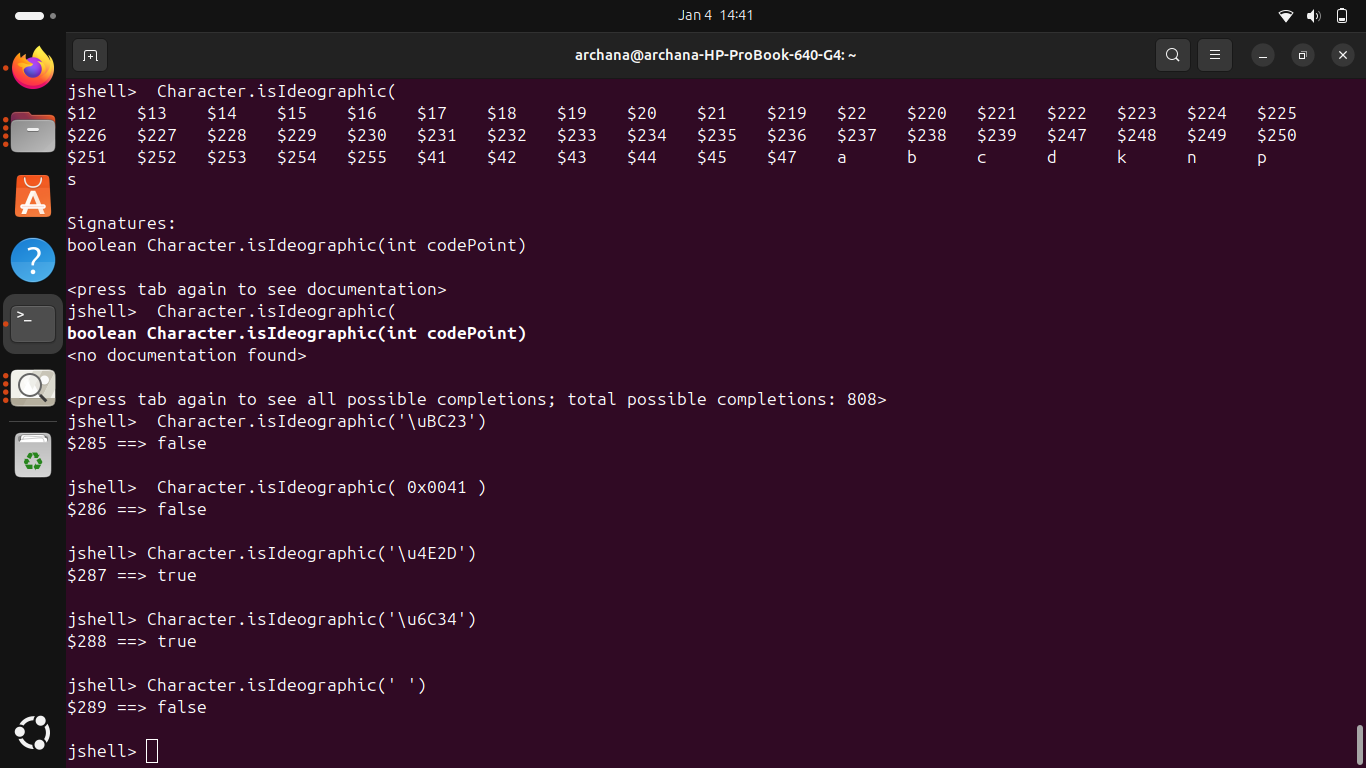 Jan 4 14:41
archana@archana-HP-ProBook-640-G4: ~
jshell>  Character.isIdeographic(
$12    $13    $14    $15    $16    $17    $18    $19    $20    $21    $219   $22    $220   $221   $222   $223   $224   $225
$226   $227   $228   $229   $230   $231   $232   $233   $234   $235   $236   $237   $238   $239   $247   $248   $249   $250
$251   $252   $253   $254   $255   $41    $42    $43    $44    $45    $47    a      b      c      d      k      n      p
s
Signatures:
boolean Character.isIdeographic(int codePoint)
<press tab again to see documentation>
jshell>  Character.isIdeographic(
boolean Character.isIdeographic(int codePoint)
<no documentation found>
<press tab again to see all possible completions; total possible completions: 808>
jshell>  Character.isIdeographic('\uBC23')
$285 ==> false
jshell>  Character.isIdeographic( 0x0041 )
$286 ==> false
jshell> Character.isIdeographic('\u4E2D')
$287 ==> true
jshell> Character.isIdeographic('\u6C34')
$288 ==> true
jshell> Character.isIdeographic(' ')
$289 ==> false
jshell>